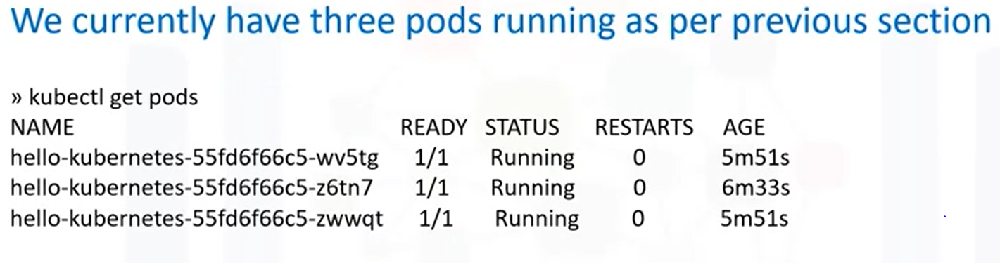 We currently have three pods running as per previous section
» kubectl get pods
NAME READY STATUS RESTARTS AGE
hello-kubernetes-55fd6f66c5-wv5tg 1/1 Running 0 5m51s
hello-kubernetes-55fd6f66c5-z6tn7 1/1 Running 0 6m33s
hello-kubernetes-55fd6f66c5-zwwqt 1/1 Running 0 5m51s